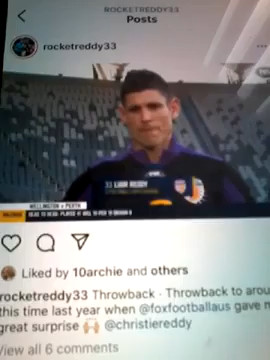 ROCKETREDDY33
Posts
rocketreddy33
33 LIAM REDDY
WELLINGTON v PERTH
Liked by 10archie and others
rocketreddy33 Throwback - Throwback to arou
this time last year when @foxfootballaus gave m
great surprise 🙌🏼 @christiereddy
View all 6 comments